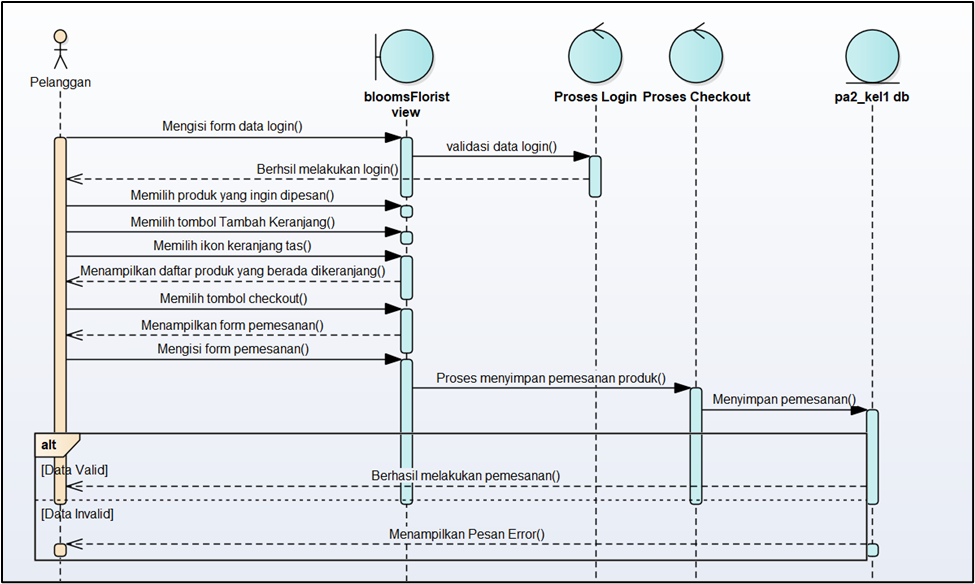 Pelanggan
bloomsFlorist
view
Proses Login
Proses Checkout
pa2_kel1 db
Mengisi form data login()
validasi data login()
Berhsil melakukan login()
Memilih produk yang ingin dipesan()
Memilih tombol Tambah Keranjang()
Memilih ikon keranjang tas()
Menampilkan daftar produk yang berada dikeranjang()
Memilih tombol checkout()
Menampilkan form pemesanan()
Mengisi form pemesanan()
Proses menyimpan pemesanan produk()
Menyimpan pemesanan()
alt
[Data Valid]
Berhasil melakukan pemesanan()
[Data Invalid]
Menampilkan Pesan Error()